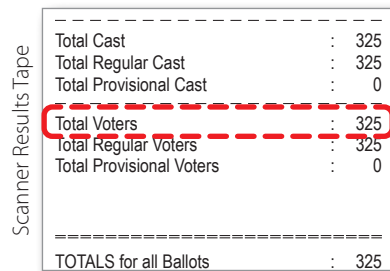 Scanner Results Tape
Total Cast : 325
Total Regular Cast : 325
Total Provisional Cast : 0
Total Voters : 325
Total Regular Voters : 325
Total Provisional Voters : 0
TOTALS for all Ballots : 325